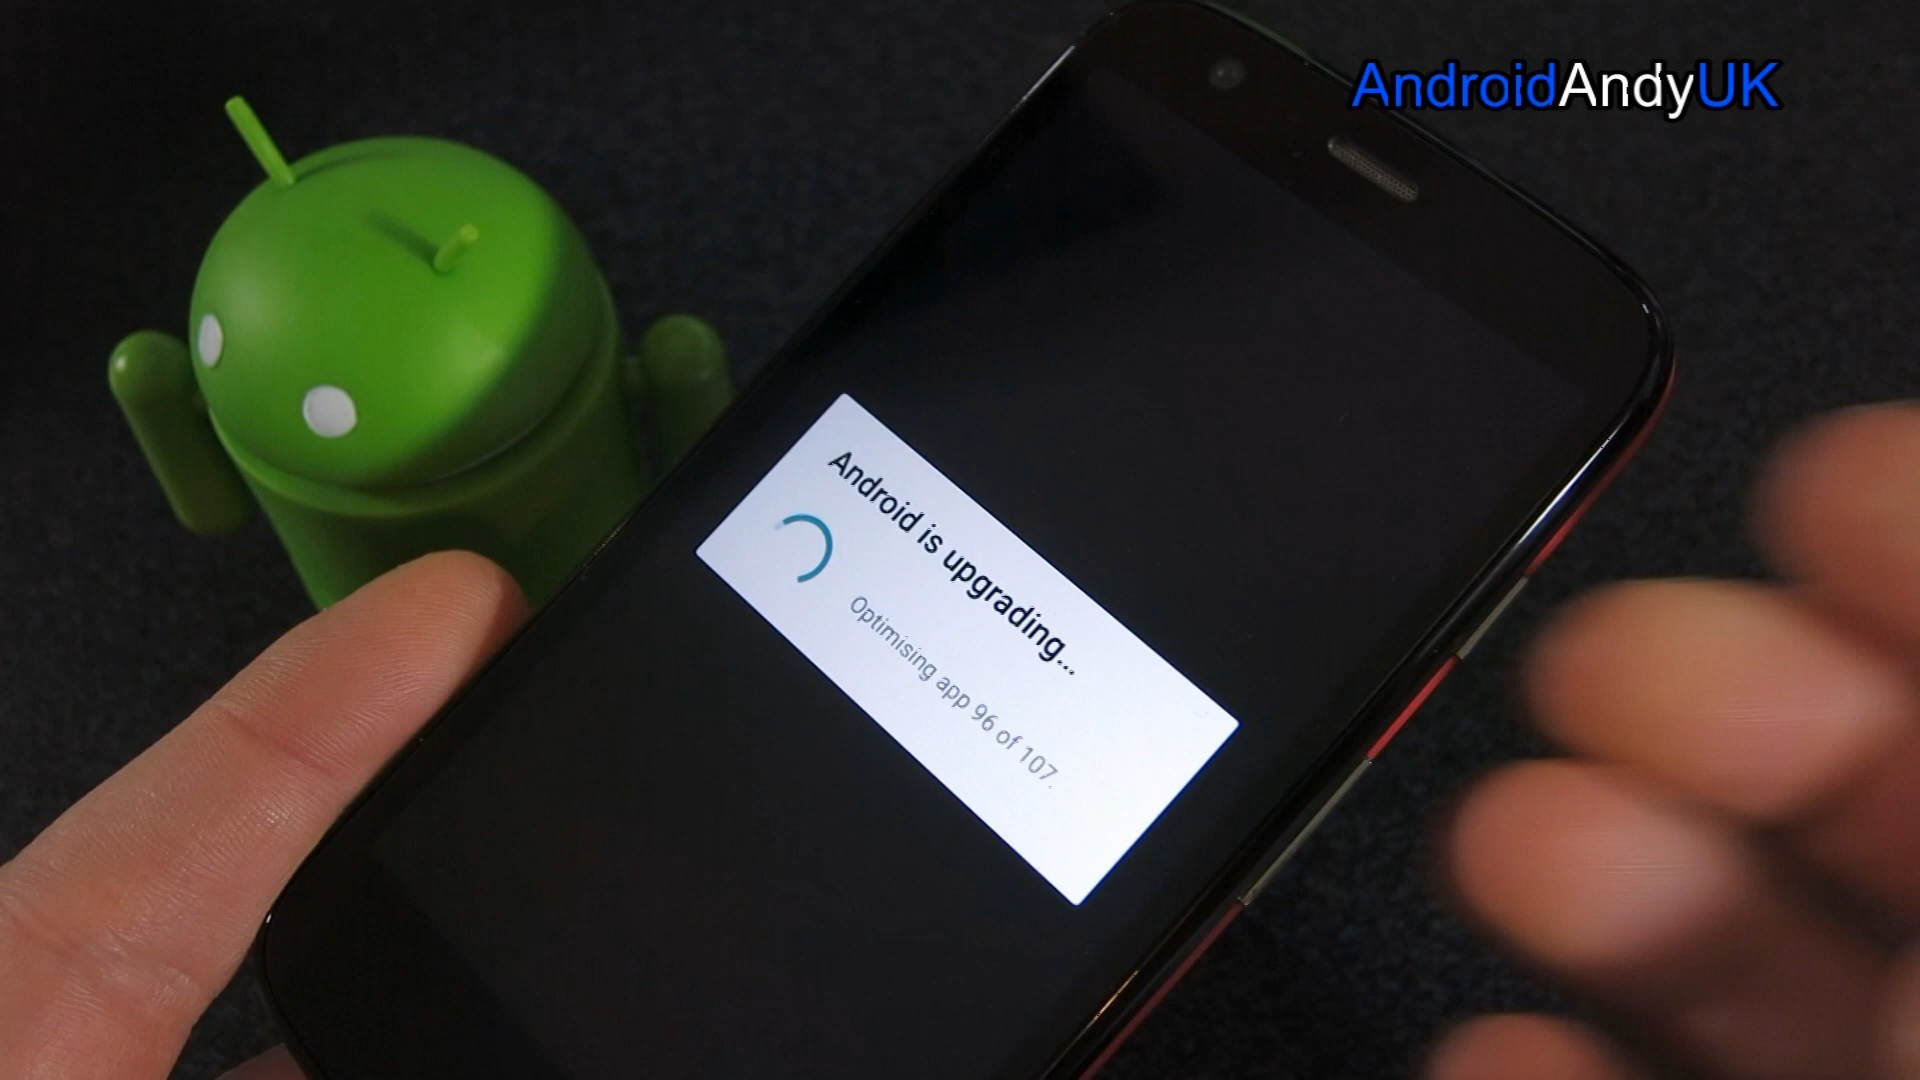 AndroidAndyUK
Android is upgrading...
Optimising app 96 of 107.